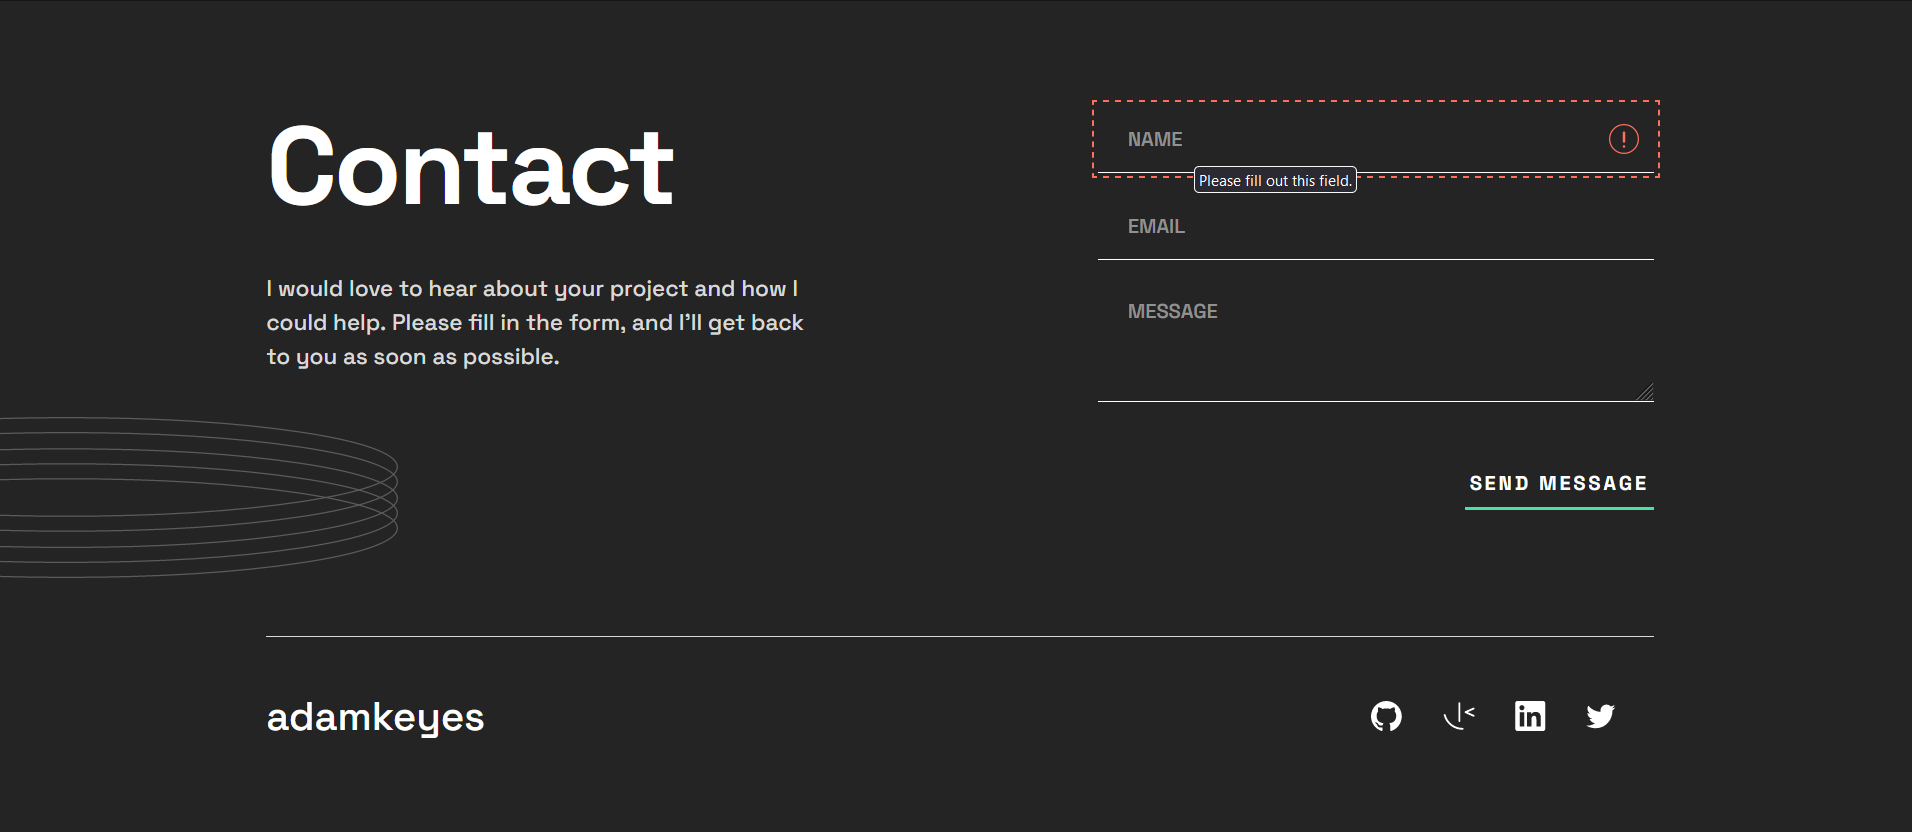 Contact
I would love to hear about your project and how I
could help. Please fill in the form, and I’ll get back
to you as soon as possible.
NAME
Please fill out this field.
EMAIL
MESSAGE
SEND MESSAGE
adamkeyes